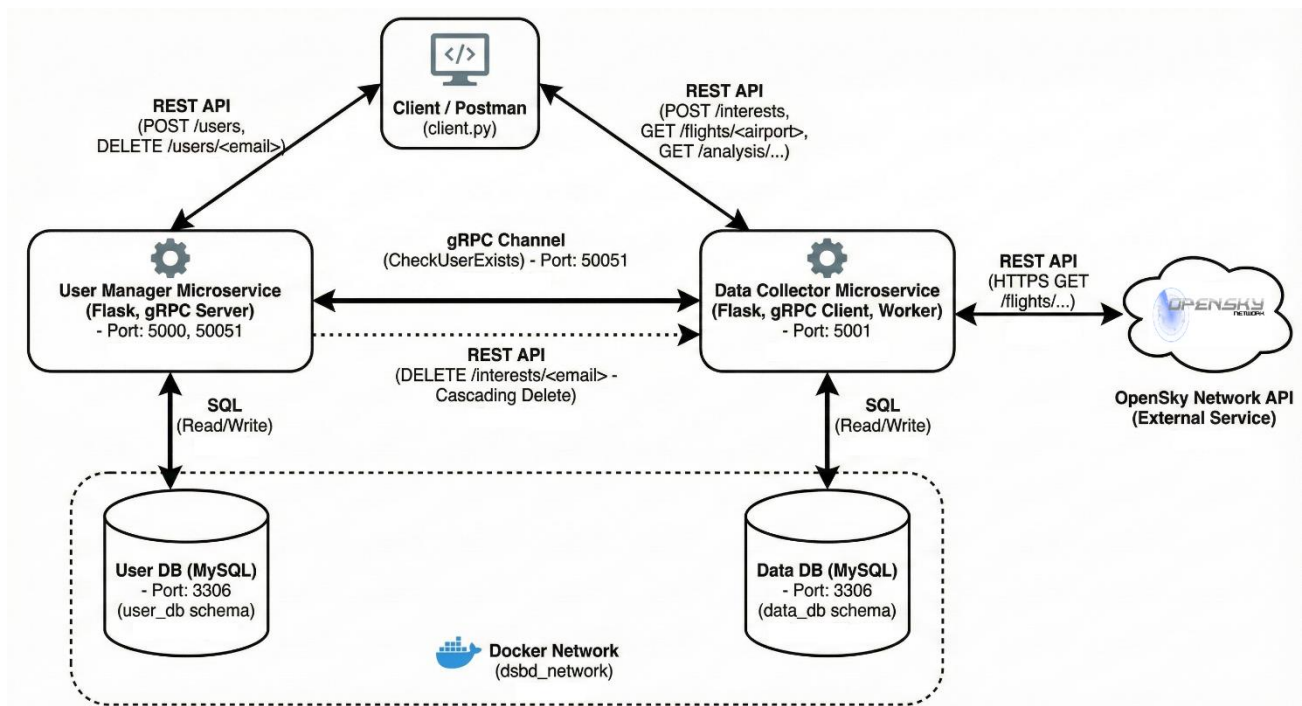 </>
Client / Postman
(client.py)
REST API
(POST /users,
DELETE /users/<email>)
REST API
(POST /interests,
GET /flights/<airport>,
GET /analysis/...)
User Manager Microservice
(Flask, gRPC Server)
- Port: 5000, 50051
gRPC Channel
(CheckUserExists) - Port: 50051
REST API
(DELETE /interests/<email> -
Cascading Delete)
Data Collector Microservice
(Flask, gRPC Client, Worker)
- Port: 5001
REST API
(HTTPS GET
/flights/...)
OPENSKY
NETWORK
OpenSky Network API
(External Service)
SQL
(Read/Write)
SQL
(Read/Write)
User DB (MySQL)
- Port: 3306
(user_db schema)
Data DB (MySQL)
- Port: 3306
(data_db schema)
Docker Network
(dsbd_network)